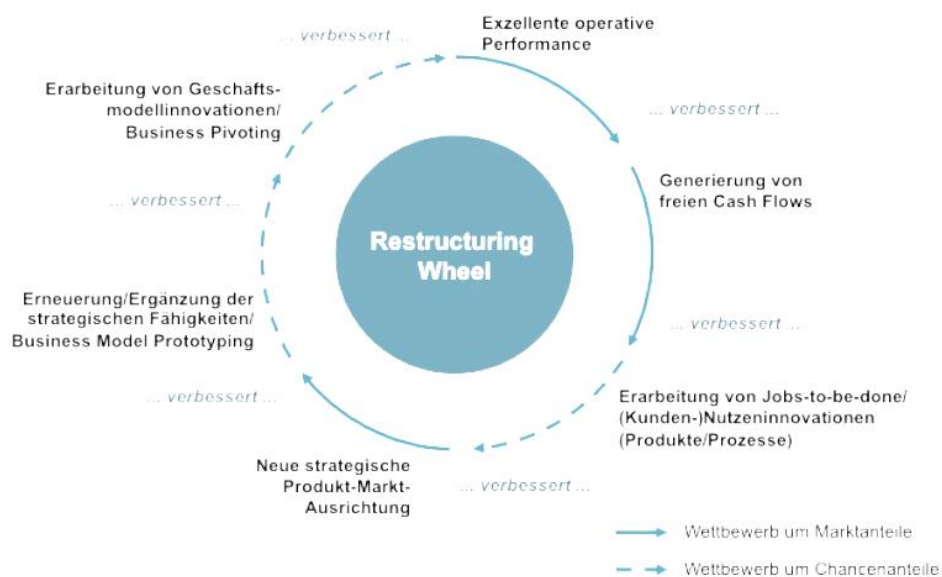 ... verbessert ...
Exzellente operative
Performance
Erarbeitung von Geschäfts-
modellinnovationen/
Business Pivoting
... verbessert ...
Generierung von
freien Cash Flows
... verbessert ...
Restructuring
Wheel
Erneuerung/Ergänzung der
strategischen Fähigkeiten/
Business Model Prototyping
... verbessert ...
... verbessert ...
Erarbeitung von Jobs-to-be-done/
(Kunden-)Nutzeninnovationen
(Produkte/Prozesse)
Neue strategische
Produkt-Markt-
Ausrichtung
... verbessert ...
Wettbewerb um Marktanteile
Wettbewerb um Chancenanteile